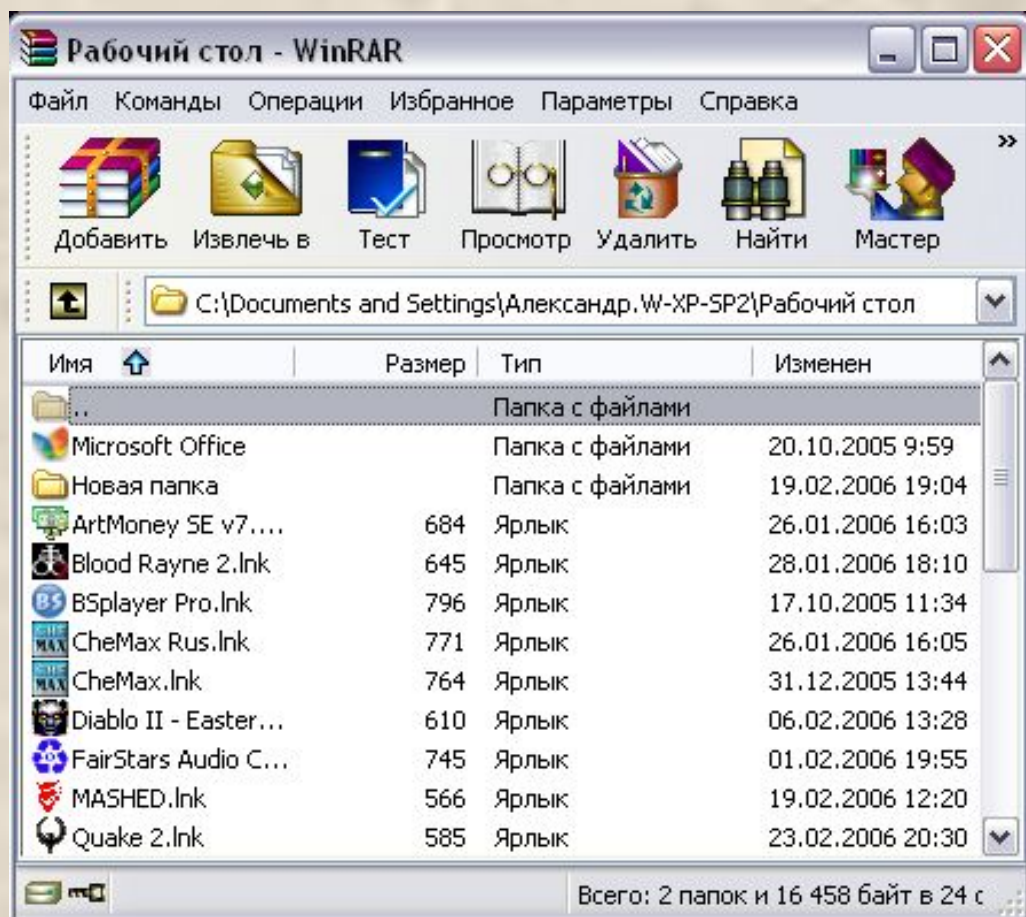 Рабочий стол - WinRAR
Файл Команды Операции Избранное Параметры Справка
Добавить Извлечь в Тест Просмотр Удалить Найти Мастер
C:\Documents and Settings\Александр.W-XP-SP2\Рабочий стол
Имя Размер Тип Изменен
.. Папка с файлами
Microsoft Office Папка с файлами 20.10.2005 9:59
Новая папка Папка с файлами 19.02.2006 19:04
ArtMoney SE v7.... 684 Ярлык 26.01.2006 16:03
Blood Rayne 2.lnk 645 Ярлык 28.01.2006 18:10
BSplayer Pro.lnk 796 Ярлык 17.10.2005 11:34
CheMax Rus.lnk 771 Ярлык 26.01.2006 16:05
CheMax.lnk 764 Ярлык 31.12.2005 13:44
Diablo II - Easter... 610 Ярлык 06.02.2006 13:28
FairStars Audio C... 745 Ярлык 01.02.2006 19:55
MASHED.lnk 566 Ярлык 19.02.2006 12:20
Quake 2.lnk 585 Ярлык 23.02.2006 20:30
Всего: 2 папок и 16 458 байт в 24 с